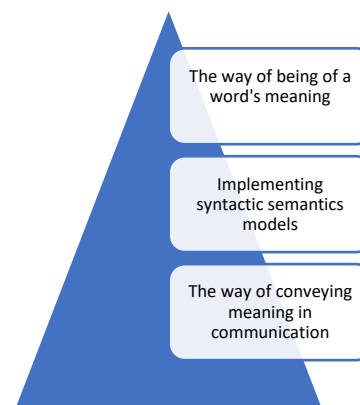 The way of being of a
word's meaning
Implementing
syntactic semantics
models
The way of conveying
meaning in
communication